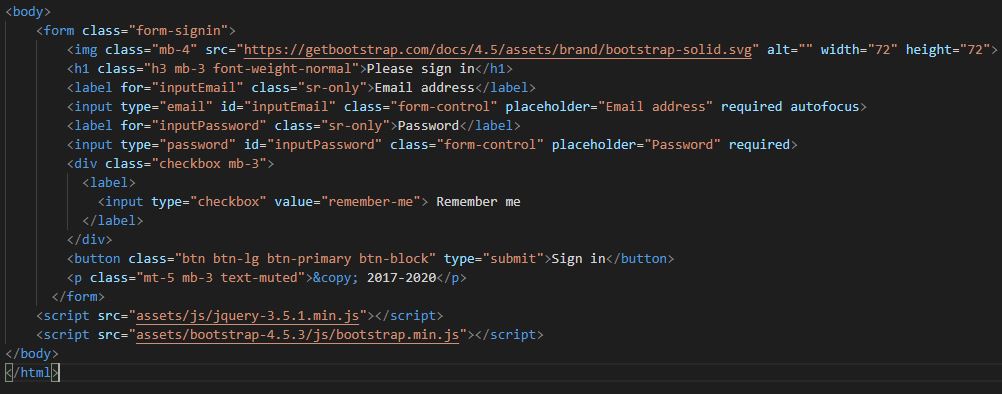 <body>
<form class="form-signin">
<img class="mb-4" src="https://getbootstrap.com/docs/4.5/assets/brand/bootstrap-solid.svg" alt="" width="72" height="72">
<h1 class="h3 mb-3 font-weight-normal">Please sign in</h1>
<label for="inputEmail" class="sr-only">Email address</label>
<input type="email" id="inputEmail" class="form-control" placeholder="Email address" required autofocus>
<label for="inputPassword" class="sr-only">Password</label>
<input type="password" id="inputPassword" class="form-control" placeholder="Password" required>
<div class="checkbox mb-3">
<label>
<input type="checkbox" value="remember-me"> Remember me
</label>
</div>
<button class="btn btn-lg btn-primary btn-block" type="submit">Sign in</button>
<p class="mt-5 mb-3 text-muted">&copy; 2017-2020</p>
</form>
<script src="assets/js/jquery-3.5.1.min.js"></script>
<script src="assets/bootstrap-4.5.3/js/bootstrap.min.js"></script>
</body>
</html>